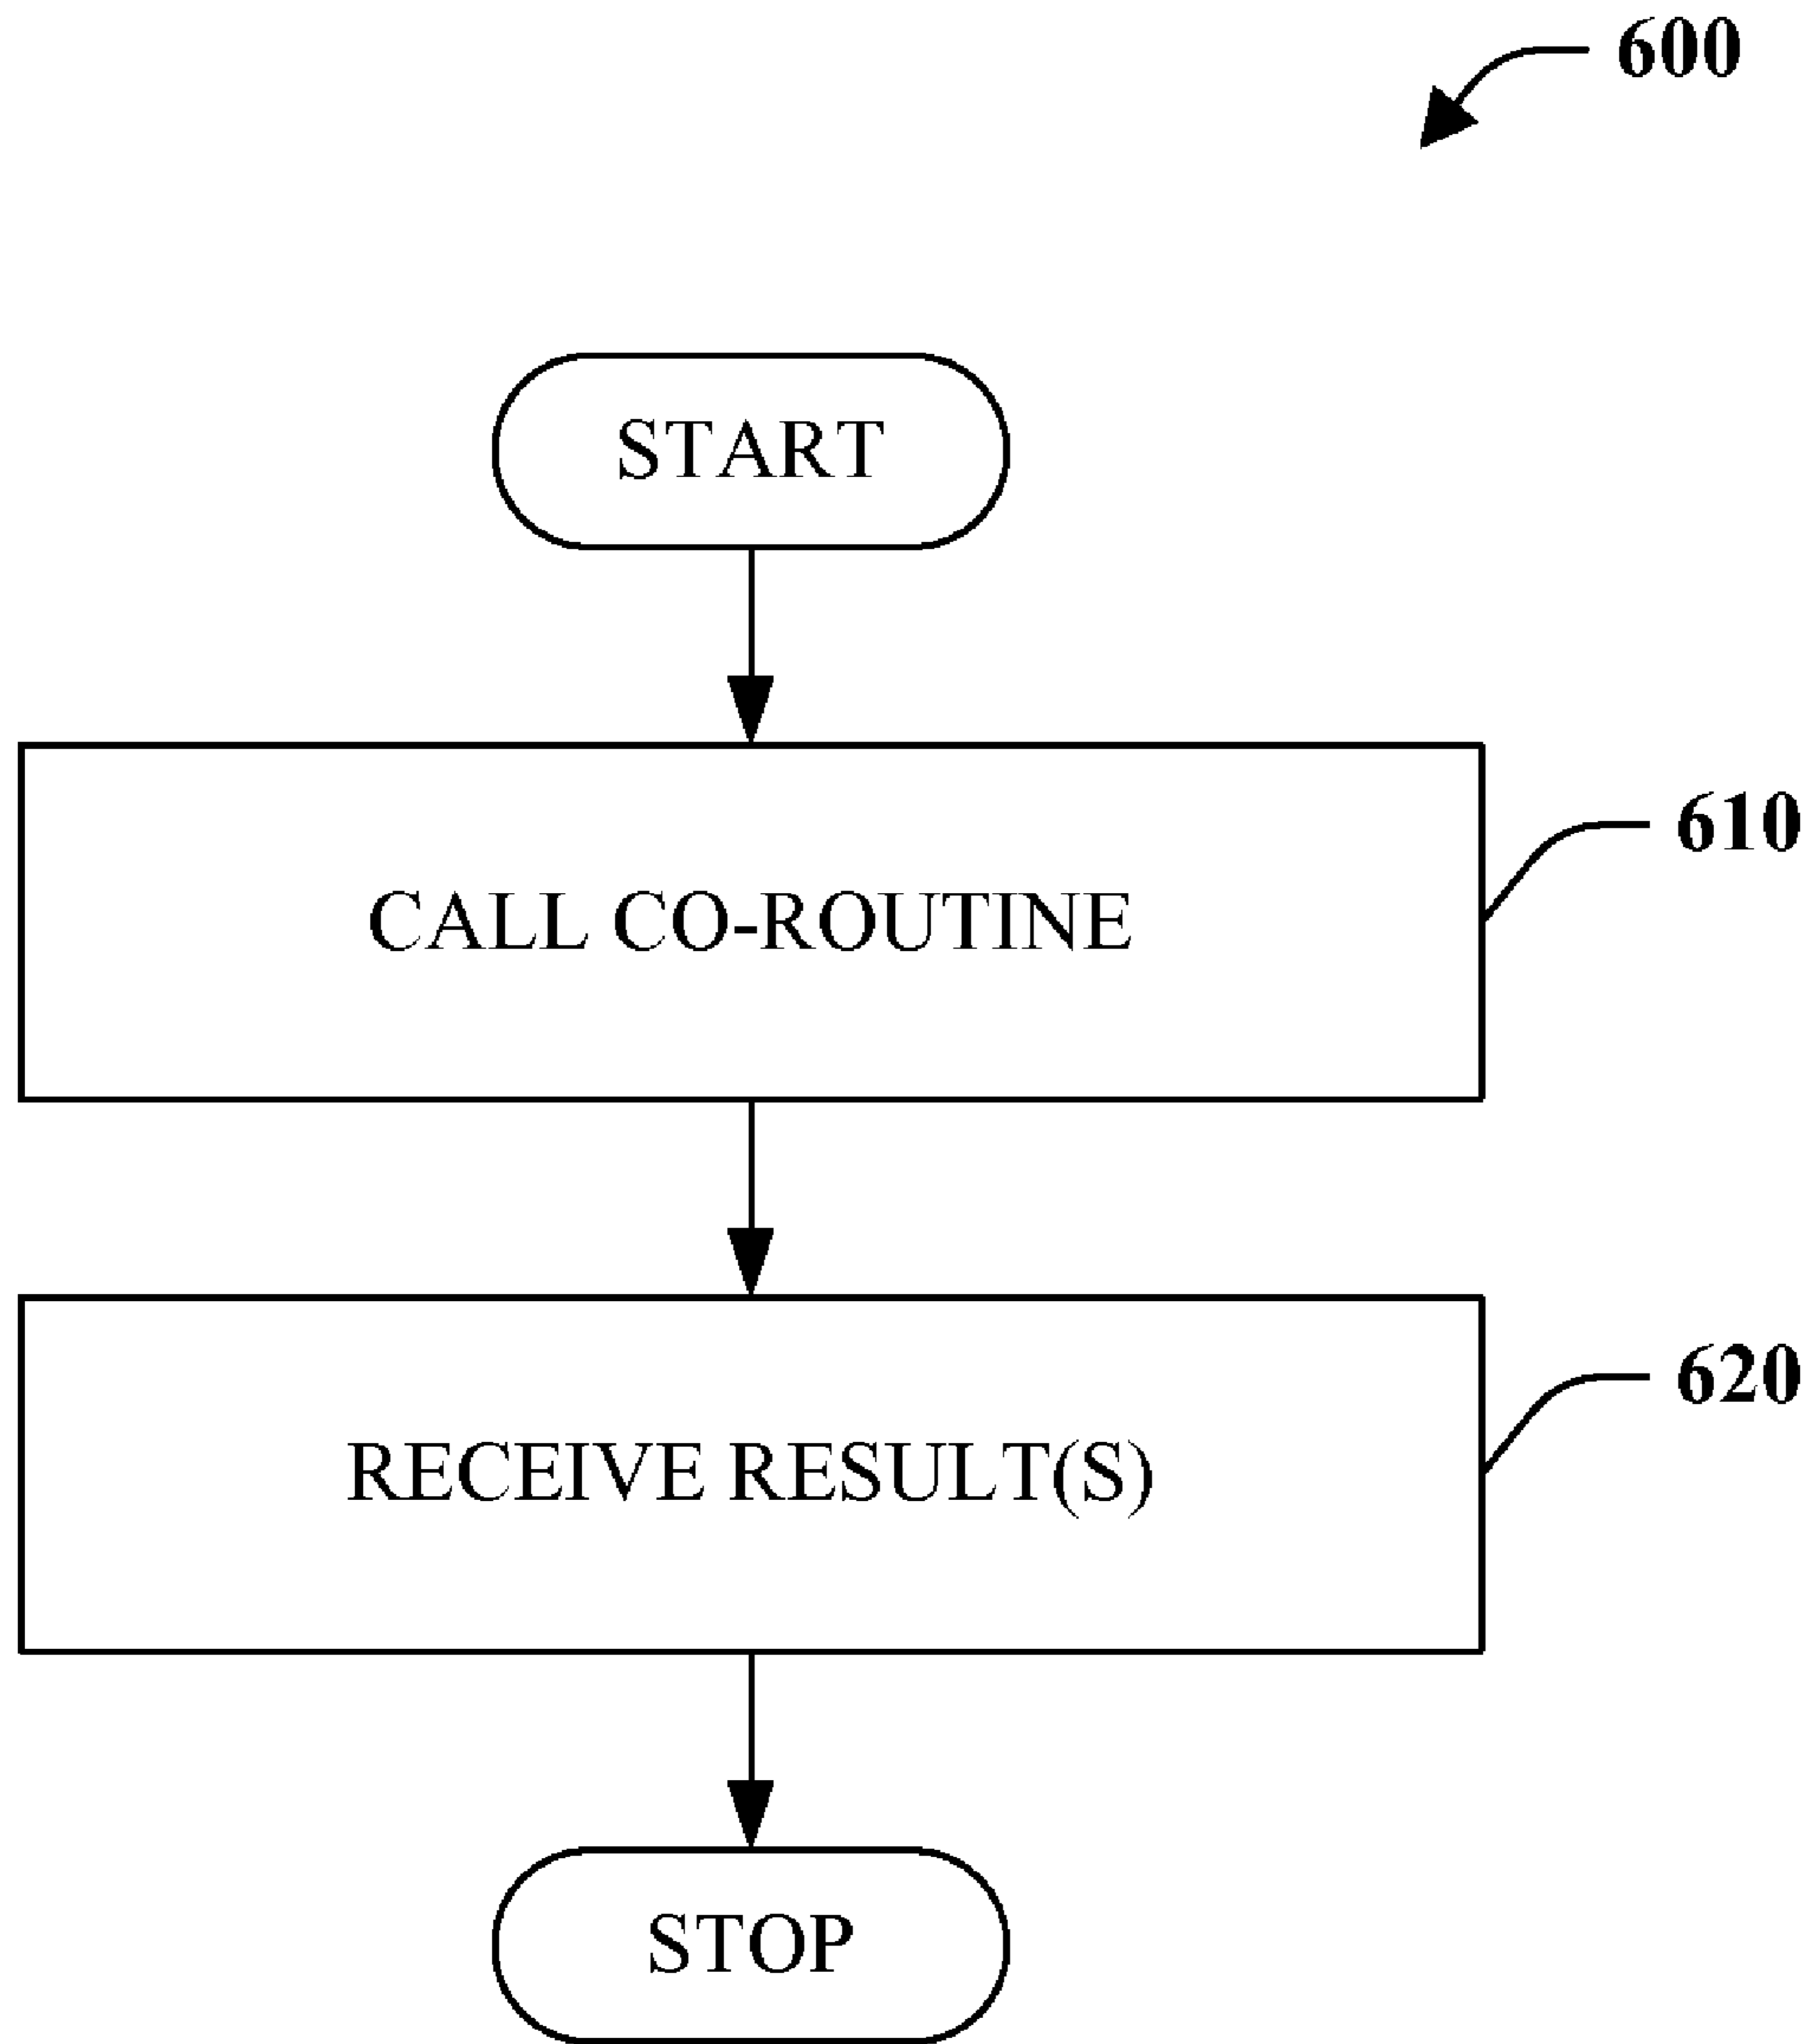 600
START
610
CALL CO-ROUTINE
620
RECEIVE RESULT(S)
STOP